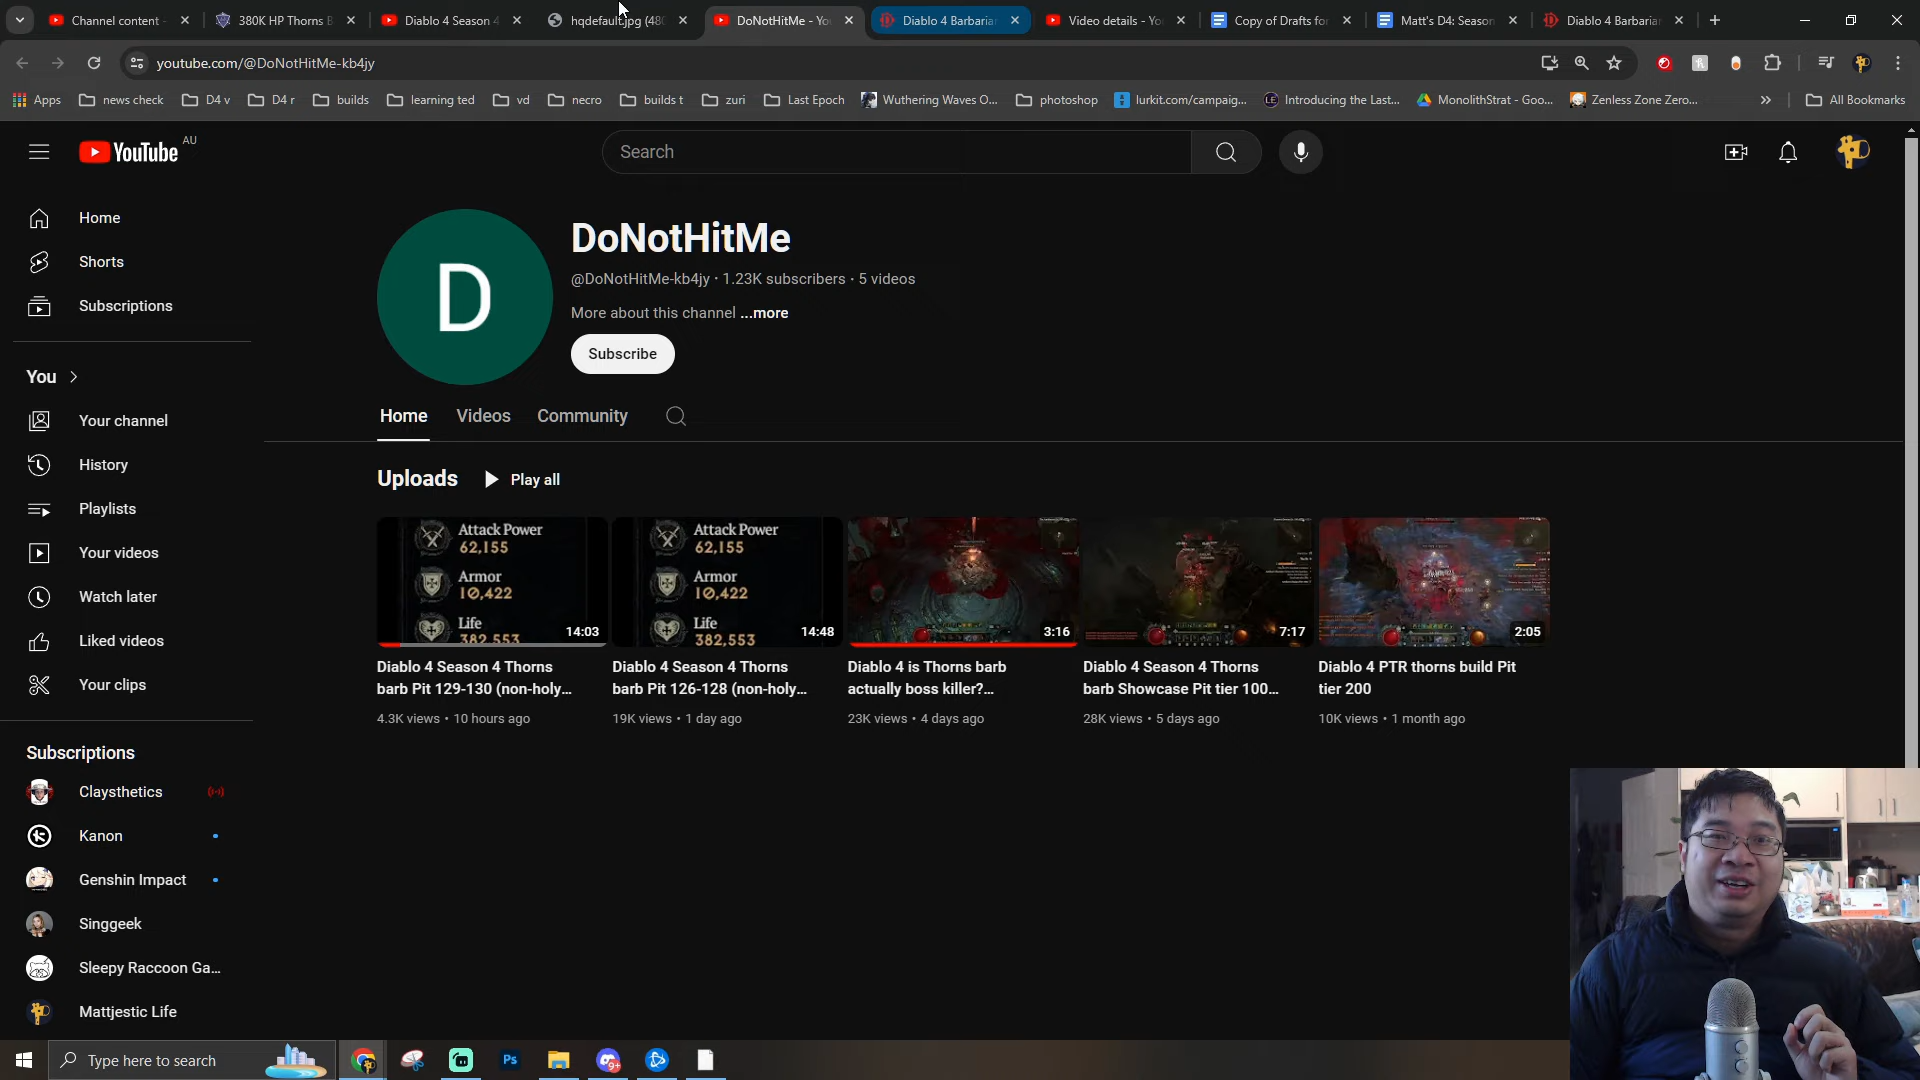 Channel content -
380K HP Thorns B
Diablo 4 Season 4
hqdefault.jpg (480
DoNotHitMe - You
Diablo 4 Barbarian
Video details - Yo
Copy of Drafts for
Matt's D4: Season
Diablo 4 Barbarian
youtube.com/@DoNotHitMe-kb4jy
Apps
news check
D4 v
D4 r
builds
learning ted
vd
necro
builds t
zuri
Last Epoch
Wuthering Waves O...
photoshop
lurkit.com/campaig...
Introducing the Last...
MonolithStrat - Goo...
Zenless Zone Zero...
All Bookmarks
YouTube AU
Search
Home
Shorts
Subscriptions
You
Your channel
History
Playlists
Your videos
Watch later
Liked videos
Your clips
Subscriptions
Claysthetics
Kanon
Genshin Impact
Singgeek
Sleepy Raccoon Ga...
Mattjestic Life
D
DoNotHitMe
@DoNotHitMe-kb4jy · 1.23K subscribers · 5 videos
More about this channel ...more
Subscribe
Home
Videos
Community
Uploads
Play all
Attack Power
62,155
Armor
10,422
Life
382,553
14:03
Diablo 4 Season 4 Thorns
barb Pit 129-130 (non-holy...
4.3K views • 10 hours ago
Attack Power
62,155
Armor
10,422
Life
382,553
14:48
Diablo 4 Season 4 Thorns
barb Pit 126-128 (non-holy...
19K views • 1 day ago
3:16
Diablo 4 is Thorns barb
actually boss killer?...
23K views • 4 days ago
7:17
Diablo 4 Season 4 Thorns
barb Showcase Pit tier 100...
28K views • 5 days ago
2:05
Diablo 4 PTR thorns build Pit
tier 200
10K views • 1 month ago
Type here to search
Ps
9+